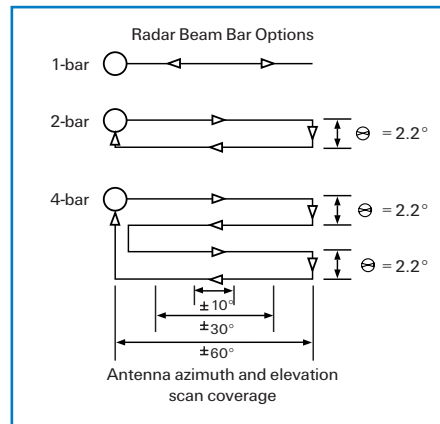 Radar Beam Bar Options
1-bar
2-bar
⊖ = 2.2°
4-bar
⊖ = 2.2°
⊖ = 2.2°
±10°
±30°
±60°
Antenna azimuth and elevation
scan coverage